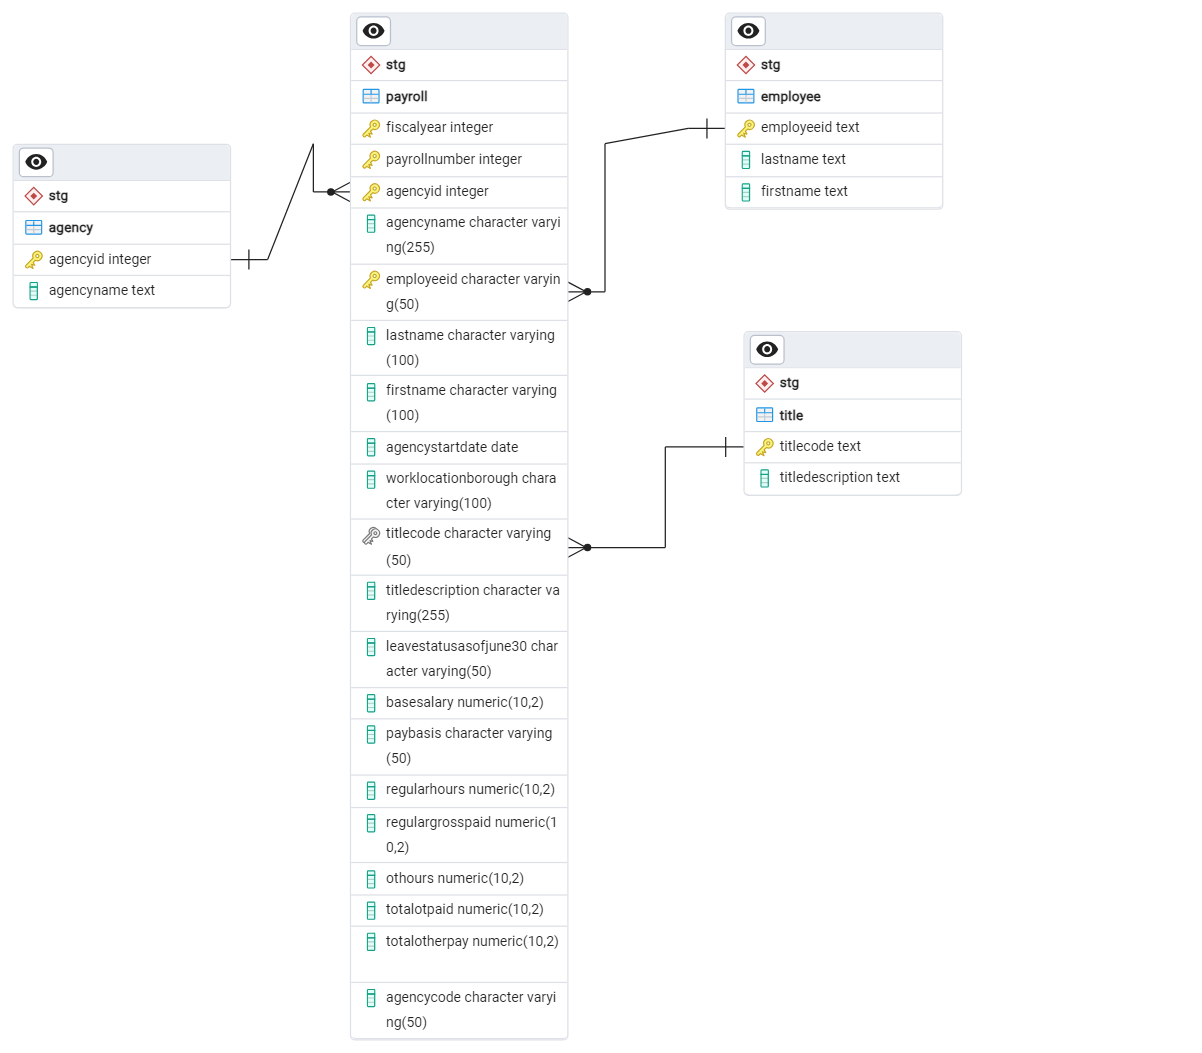 stg
agency
agencyid integer
agencyname text
stg
payroll
fiscalyear integer
payrollnumber integer
agencyid integer
agencyname character varyi
ng(255)
employeeid character varyin
g(50)
lastname character varying
(100)
firstname character varying
(100)
agencystartdate date
worklocationborough chara
cter varying(100)
titlecode character varying
(50)
titledescription character va
rying(255)
leavestatusasofjune30 char
acter varying(50)
basesalary numeric(10,2)
paybasis character varying
(50)
regularhours numeric(10,2)
regulargrosspaid numeric(1
0,2)
othours numeric(10,2)
totalotpaid numeric(10,2)
totalotherpay numeric(10,2)
agencycode character varyi
ng(50)
stg
employee
employeeid text
lastname text
firstname text
stg
title
titlecode text
titledescription text